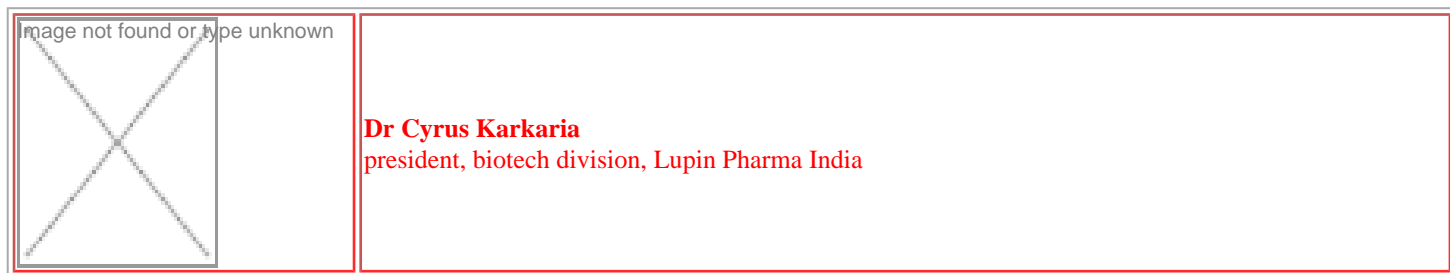 Image not found or type unknown
Dr Cyrus Karkaria
president, biotech division, Lupin Pharma India